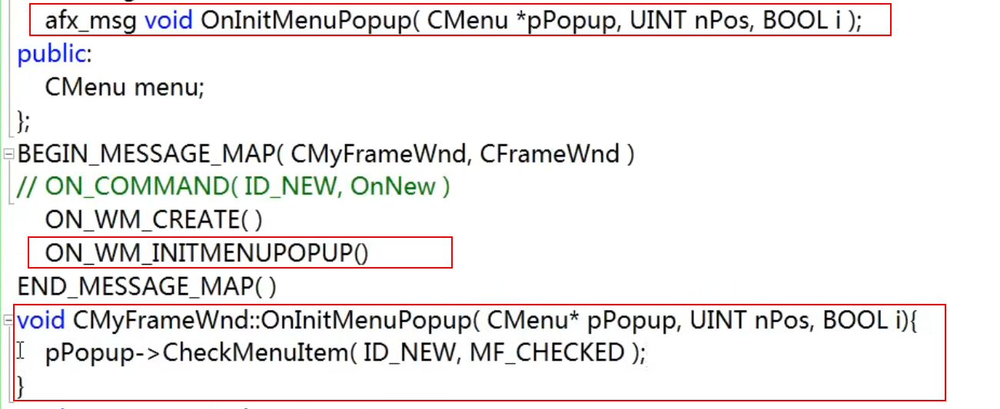 afx_msg void OnInitMenuPopup( CMenu *pPopup, UINT nPos, BOOL i );
public:
CMenu menu;
};
BEGIN_MESSAGE_MAP( CMyFrameWnd, CFrameWnd )
// ON_COMMAND( ID_NEW, OnNew )
ON_WM_CREATE( )
ON_WM_INITMENUPOPUP()
END_MESSAGE_MAP( )
void CMyFrameWnd::OnInitMenuPopup( CMenu* pPopup, UINT nPos, BOOL i){
pPopup->CheckMenuItem( ID_NEW, MF_CHECKED );
}